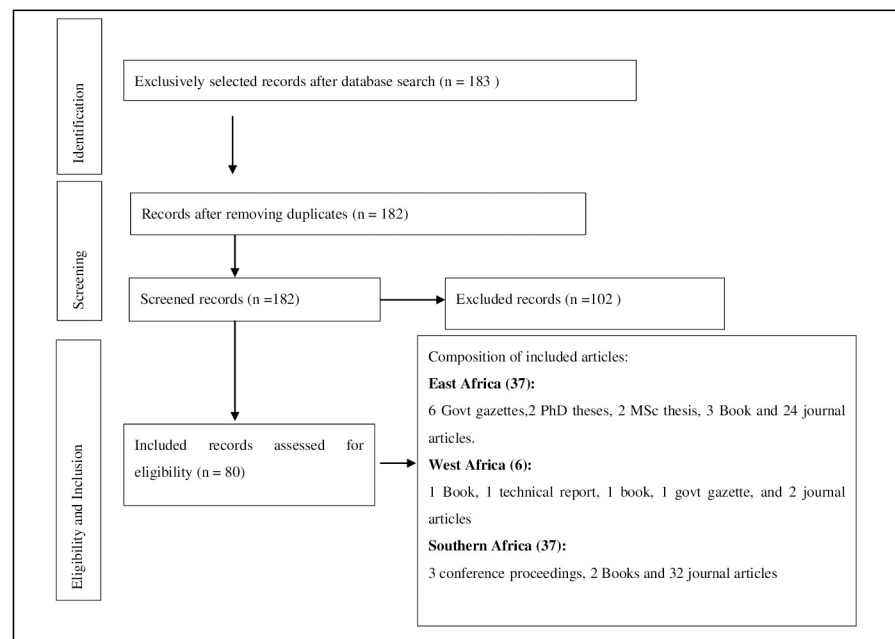 Identification
Exclusively selected records after database search (n = 183 )
Screening
Records after removing duplicates (n = 182)
Screened records (n =182)
Excluded records (n =102 )
Eligibility and Inclusion
Included records assessed for
eligibility (n = 80)
Composition of included articles:
East Africa (37):
6 Govt gazettes,2 PhD theses, 2 MSc thesis, 3 Book and 24 journal
articles.
West Africa (6):
1 Book, 1 technical report, 1 book, 1 govt gazette, and 2 journal
articles
Southern Africa (37):
3 conference proceedings, 2 Books and 32 journal articles